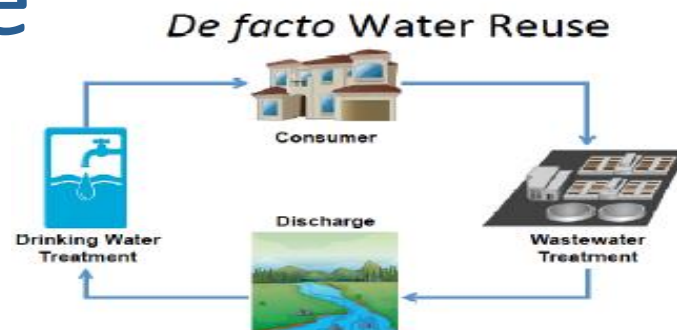 De facto Water Reuse
Consumer
Discharge
Drinking Water
Treatment
Wastewater
Treatment